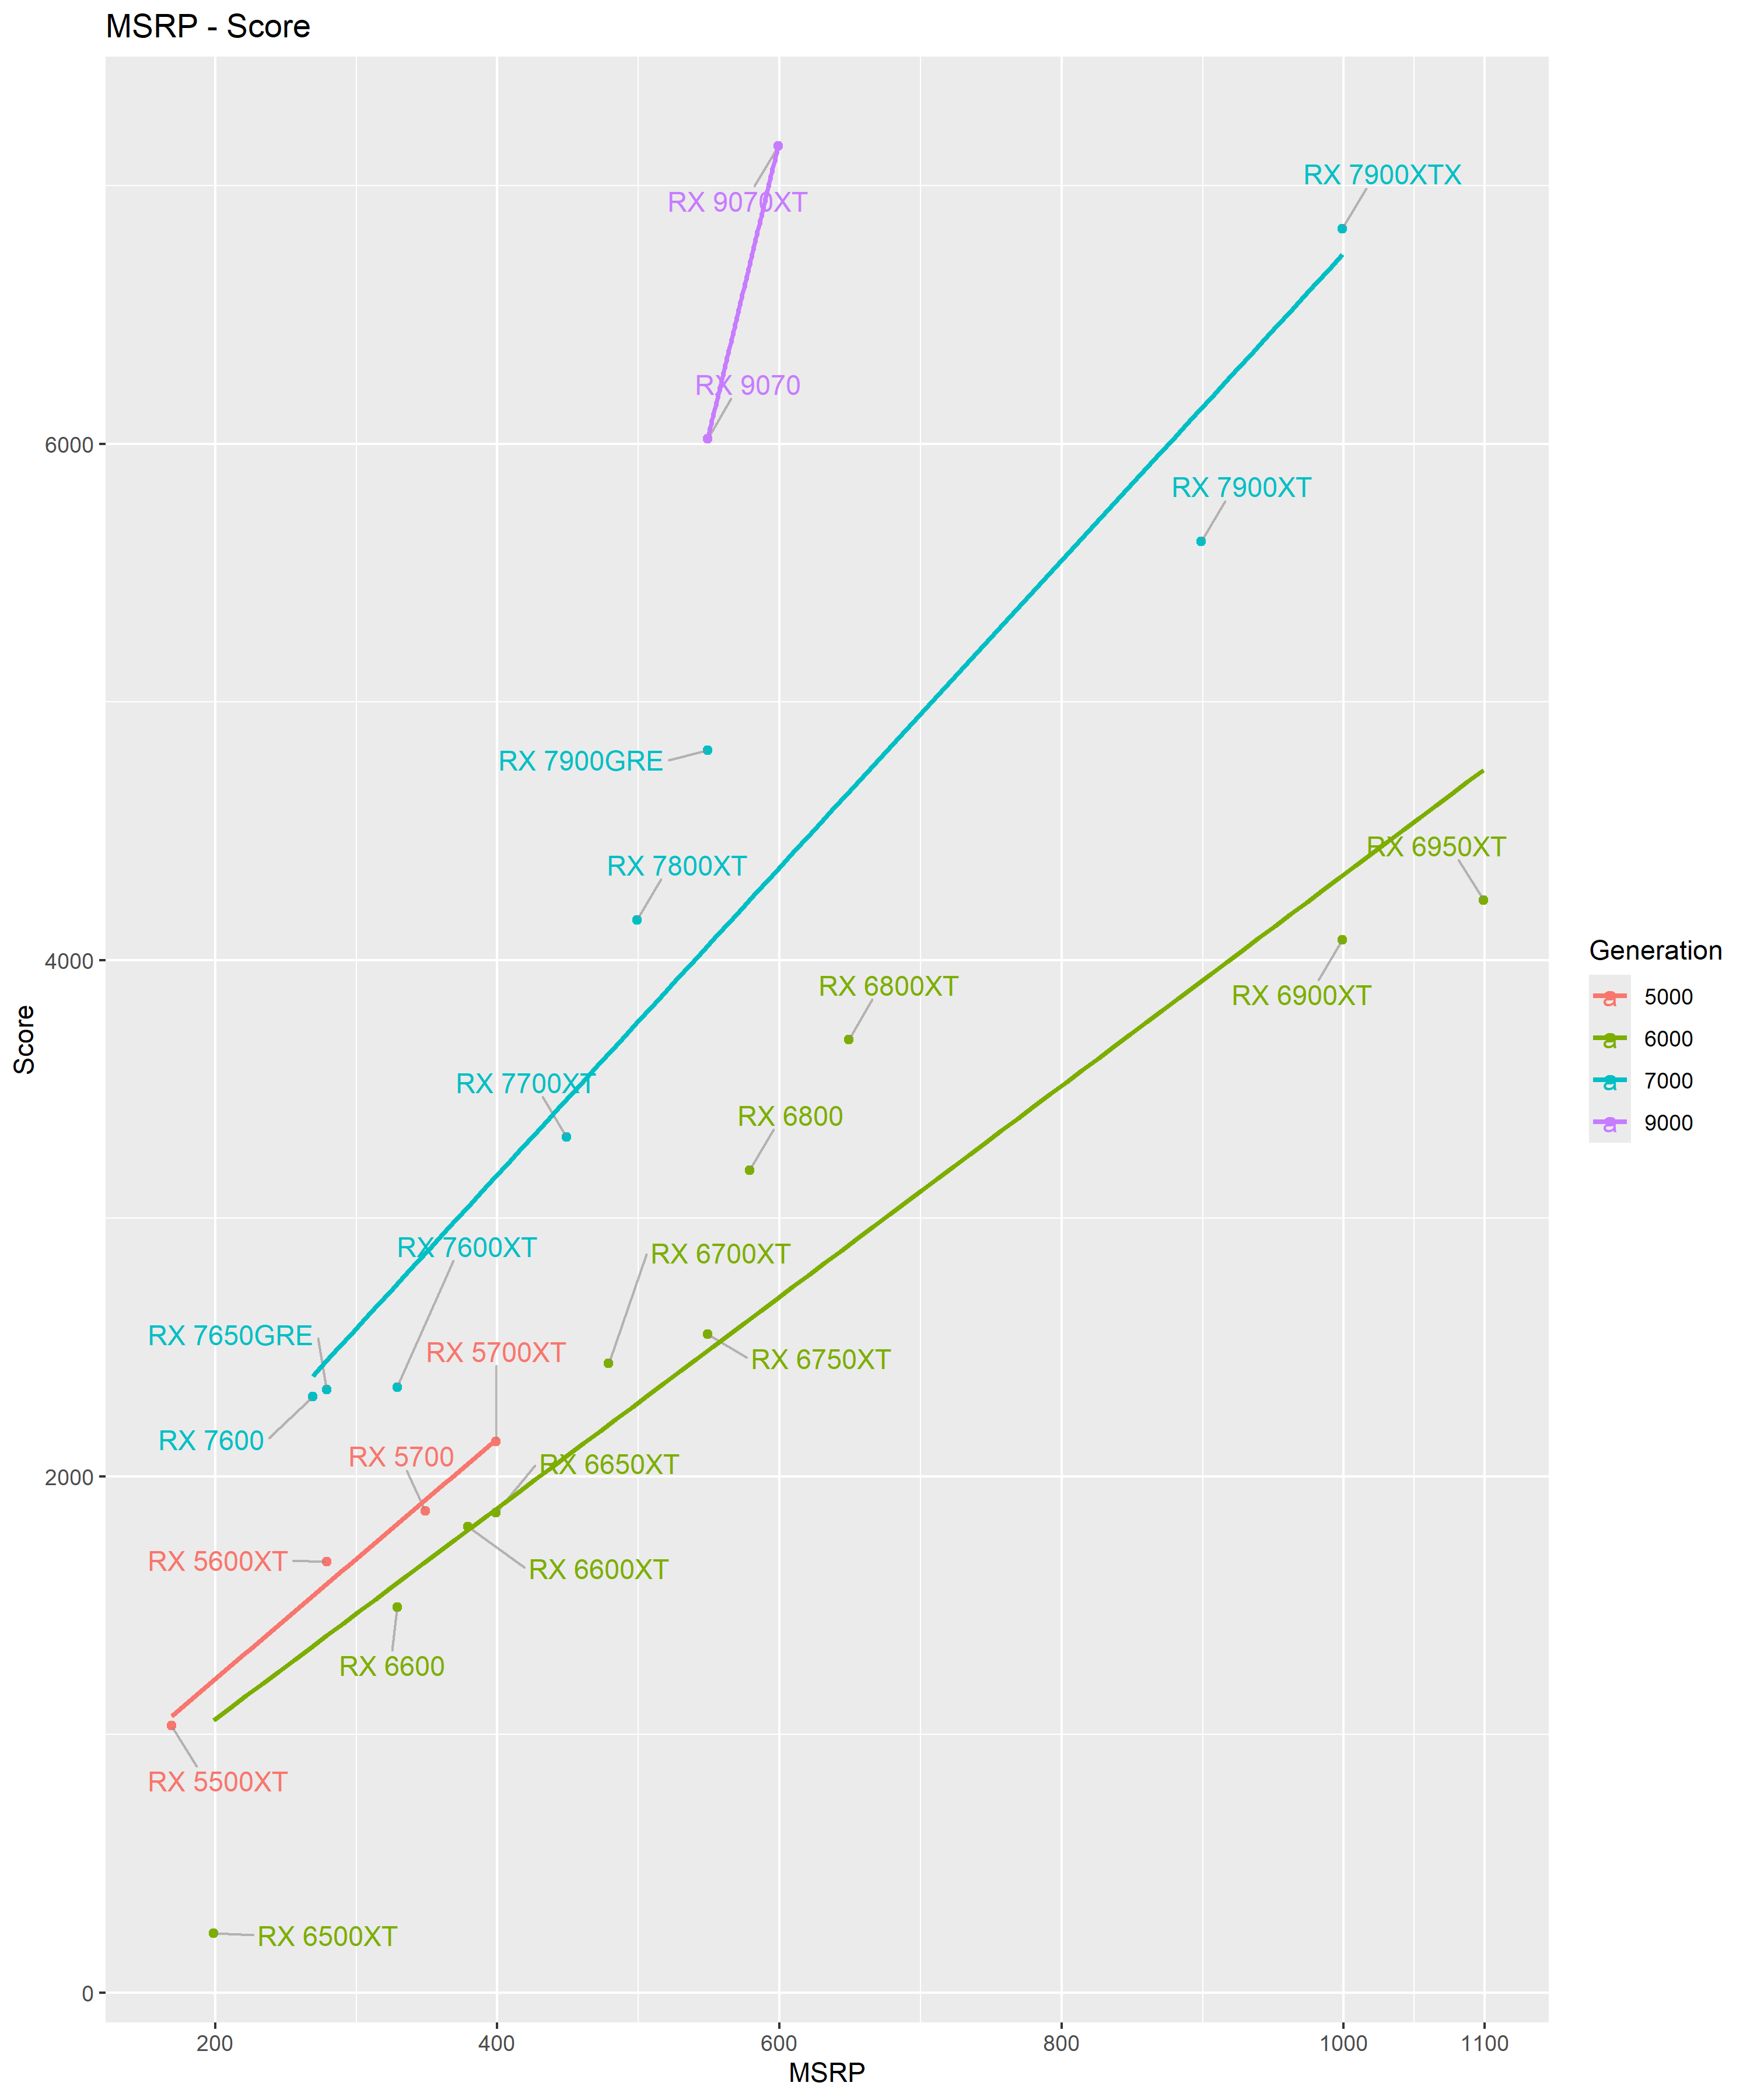 MSRP - Score
RX 7900XTX
RX 9070XT
RX 9070
6000
RX 7900XT
RX 7900GRE
RX 7800XT
RX 6950XT
4000
RX 6800XT
RX 6900XT
Generation
a 5000
a 6000
a 7000
a 9000
Score
RX 7700XT
RX 6800
RX 7600XT
RX 6700XT
RX 7650GRE
RX 5700XT
RX 6750XT
RX 7600
RX 5700
RX 6650XT
2000
RX 5600XT
RX 6600XT
RX 6600
RX 5500XT
RX 6500XT
0
200 400 600 800 1000 1100
MSRP